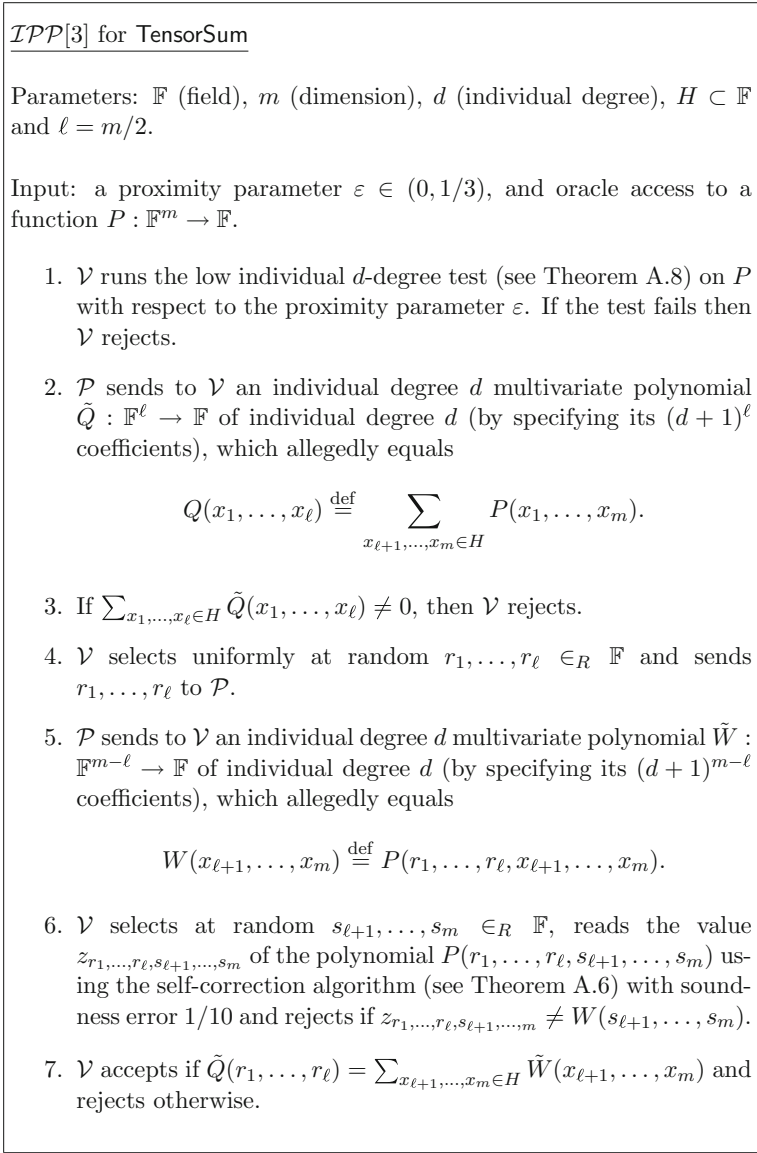 IPP[3] for TensorSum
Parameters: 𝔽 (field), m (dimension), d (individual degree), H ⊂ 𝔽
and ℓ = m/2.
Input: a proximity parameter ε ∈ (0, 1/3), and oracle access to a
function P : 𝔽^m → 𝔽.
1. V runs the low individual d-degree test (see Theorem A.8) on P
with respect to the proximity parameter ε. If the test fails then
V rejects.
2. P sends to V an individual degree d multivariate polynomial
Q̃ : 𝔽^ℓ → 𝔽 of individual degree d (by specifying its (d + 1)^ℓ
coefficients), which allegedly equals
Q(x_1, . . . , x_ℓ) def= ∑_{x_{ℓ+1},...,x_m∈H} P(x_1, . . . , x_m).
3. If ∑_{x_1,...,x_ℓ∈H} Q̃(x_1, . . . , x_ℓ) ≠ 0, then V rejects.
4. V selects uniformly at random r_1, . . . , r_ℓ ∈_R 𝔽 and sends
r_1, . . . , r_ℓ to P.
5. P sends to V an individual degree d multivariate polynomial W̃ :
𝔽^{m−ℓ} → 𝔽 of individual degree d (by specifying its (d + 1)^{m−ℓ}
coefficients), which allegedly equals
W(x_{ℓ+1}, . . . , x_m) def= P(r_1, . . . , r_ℓ, x_{ℓ+1}, . . . , x_m).
6. V selects at random s_{ℓ+1}, . . . , s_m ∈_R 𝔽, reads the value
z_{r_1,...,r_ℓ,s_{ℓ+1},...,s_m} of the polynomial P(r_1, . . . , r_ℓ, s_{ℓ+1}, . . . , s_m) us-
ing the self-correction algorithm (see Theorem A.6) with sound-
ness error 1/10 and rejects if z_{r_1,...,r_ℓ,s_{ℓ+1},...,m} ≠ W(s_{ℓ+1}, . . . , s_m).
7. V accepts if Q̃(r_1, . . . , r_ℓ) = ∑_{x_{ℓ+1},...,x_m∈H} W̃(x_{ℓ+1}, . . . , x_m) and
rejects otherwise.